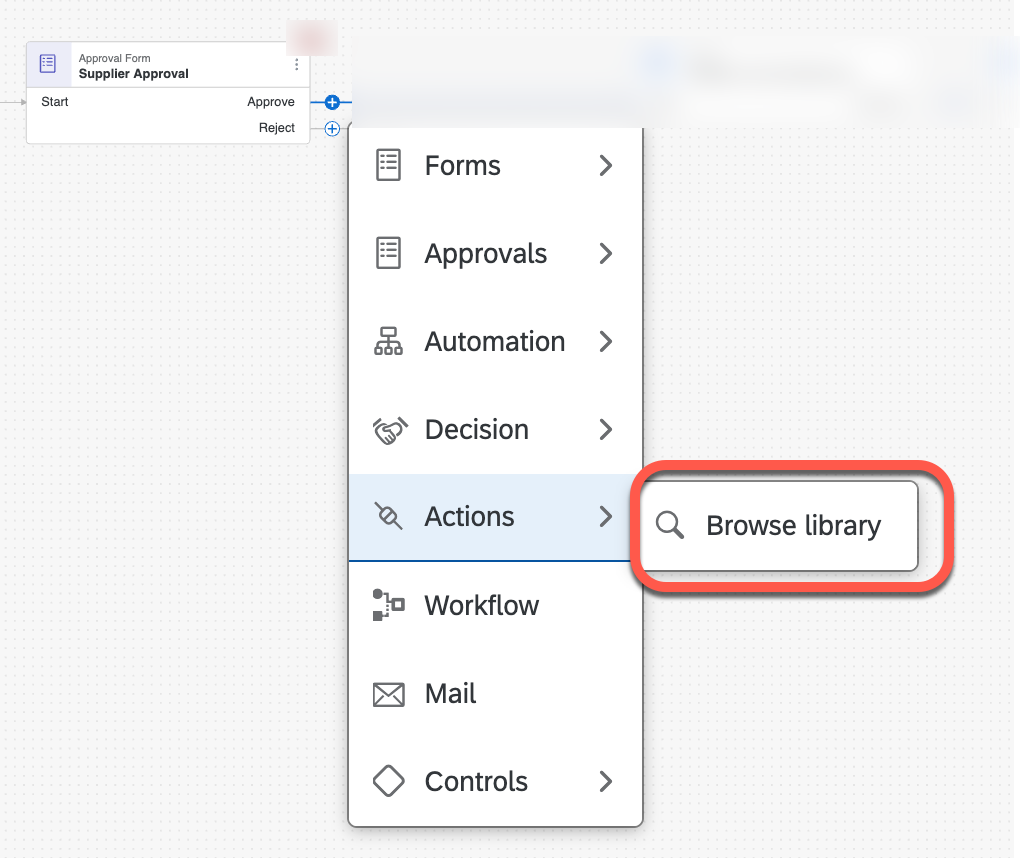 Approval Form
Supplier Approval
Start
Approve
Reject
Forms
Approvals
Automation
Decision
Actions
Browse library
Workflow
Mail
Controls